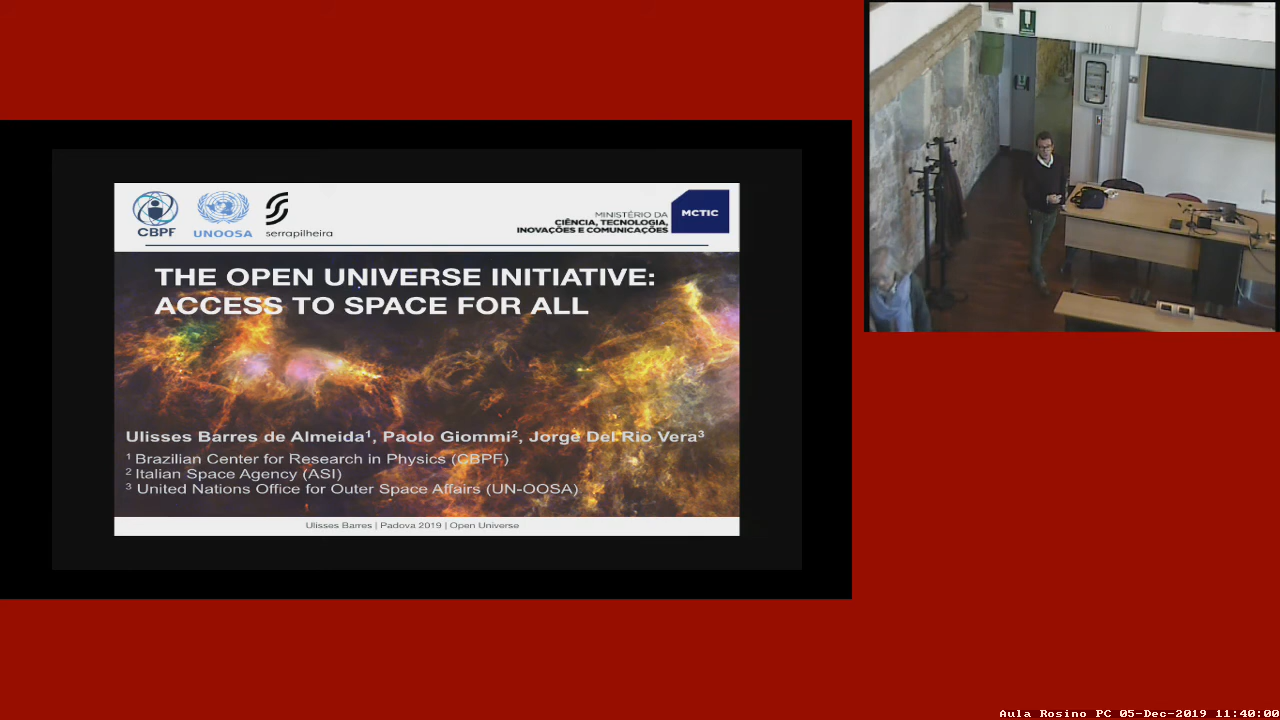 CBPF
UNOOSA
serrapilheira
MINISTÉRIO DA
CIÊNCIA, TECNOLOGIA,
INOVAÇÕES E COMUNICAÇÕES
MCTIC
THE OPEN UNIVERSE INITIATIVE:
ACCESS TO SPACE FOR ALL
Ulisses Barres de Almeida¹, Paolo Giommi², Jorge Del Rio Vera³
¹ Brazilian Center for Research in Physics (CBPF)
² Italian Space Agency (ASI)
³ United Nations Office for Outer Space Affairs (UN-OOSA)
Ulisses Barres | Padova 2019 | Open Universe
Aula Rosino PC 05-Dec-2019 11:40:00